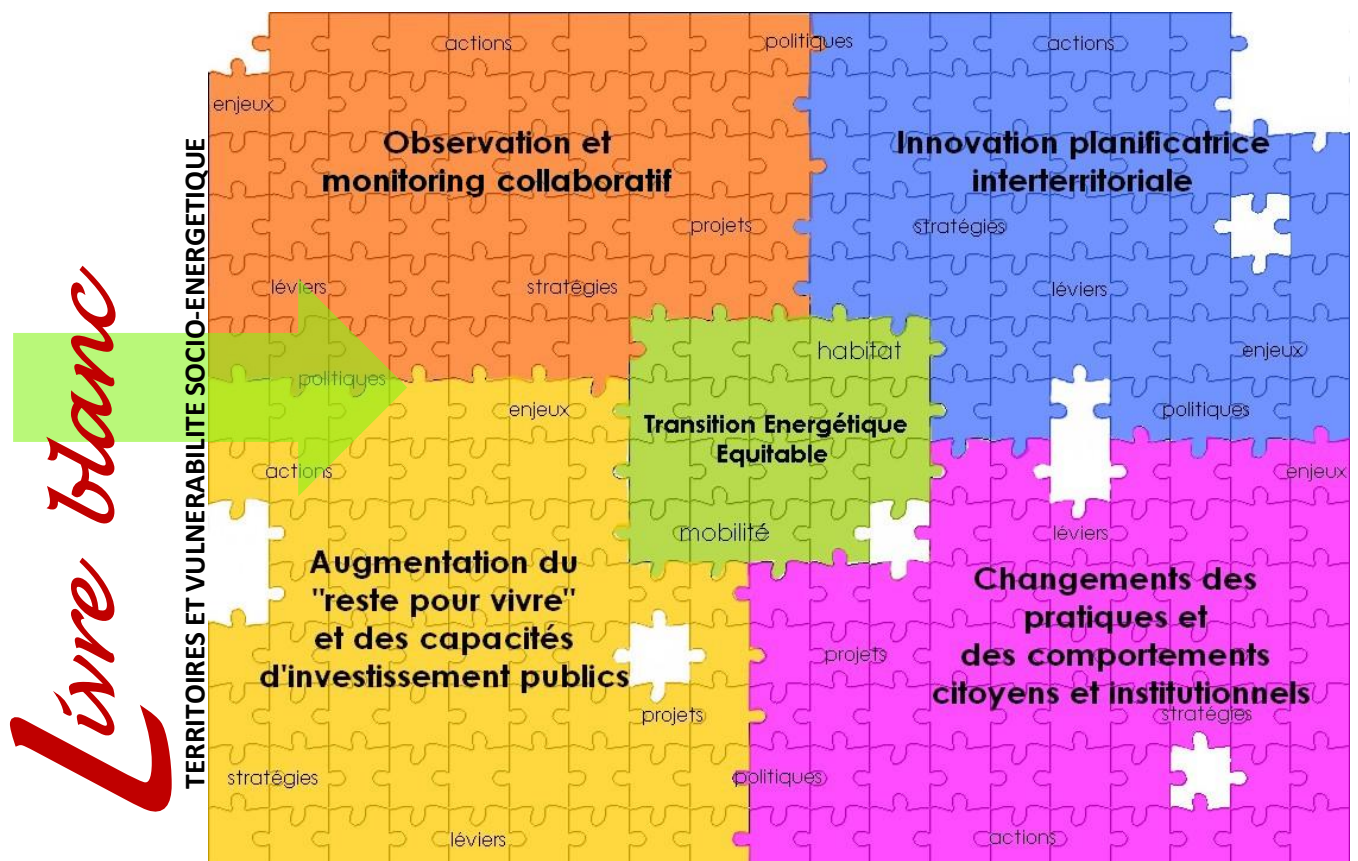 Livre blanc
TERRITOIRES ET VULNERABILITE SOCIO-ENERGETIQUE
actions
politiques
actions
enjeux
Observation et
monitoring collaboratif
Innovation planificatrice
interterritoriale
projets
stratégies
léviers
stratégies
léviers
habitat
enjeux
politiques
enjeux
politiques
Transition Energétique
Equitable
actions
enjeux
mobilité
léviers
Augmentation du
"reste pour vivre"
et des capacités
d'investissement publics
Changements des
pratiques et
des comportements
citoyens et institutionnels
projets
projets
stratégies
stratégies
politiques
léviers
actions